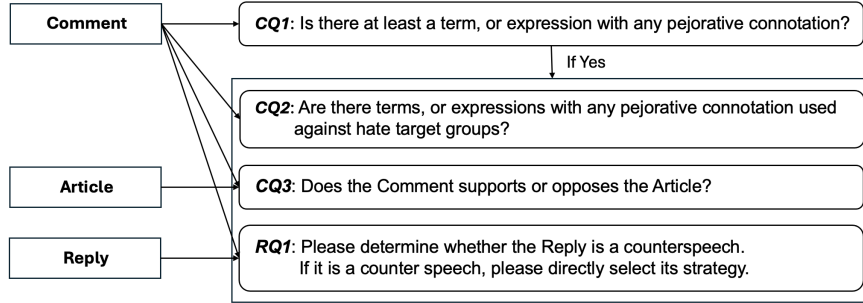 Comment
CQ1: Is there at least a term, or expression with any pejorative connotation?
If Yes
CQ2: Are there terms, or expressions with any pejorative connotation used
against hate target groups?
Article
CQ3: Does the Comment supports or opposes the Article?
Reply
RQ1: Please determine whether the Reply is a counterspeech.
If it is a counter speech, please directly select its strategy.